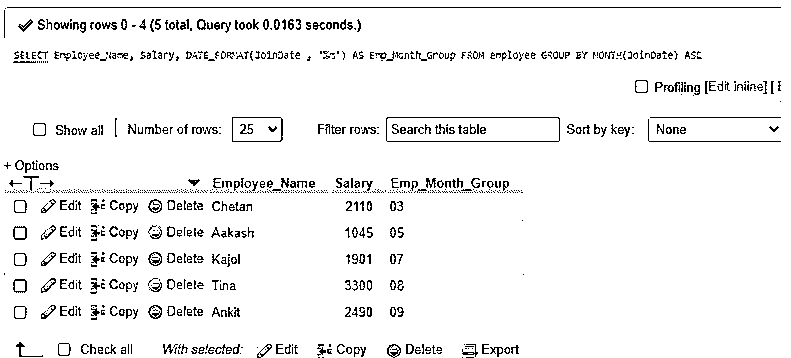 Showing rows 0 - 4 (5 total, Query took 0.0163 seconds.)
SELECT Employee_Name, Salary, DATE_FORMAT(JoinDate , "%m") AS Emp_Month_Group FROM employee GROUP BY MONTH(JoinDate) ASC
Profiling [Edit inline] [
Show all Number of rows: 25 Filter rows: Search this table Sort by key: None
+ Options
←T→ Employee_Name Salary Emp_Month_Group
Edit Copy Delete Chetan 2110 03
Edit Copy Delete Aakash 1045 05
Edit Copy Delete Kajol 1901 07
Edit Copy Delete Tina 3300 08
Edit Copy Delete Ankit 2490 09
Check all With selected: Edit Copy Delete Export